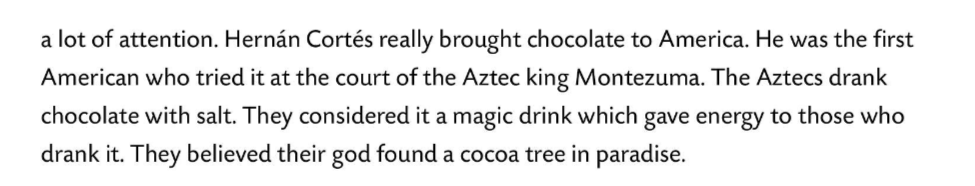 a lot of attention. Hernán Cortés really brought chocolate to America. He was the first
American who tried it at the court of the Aztec king Montezuma. The Aztecs drank
chocolate with salt. They considered it a magic drink which gave energy to those who
drank it. They believed their god found a cocoa tree in paradise.